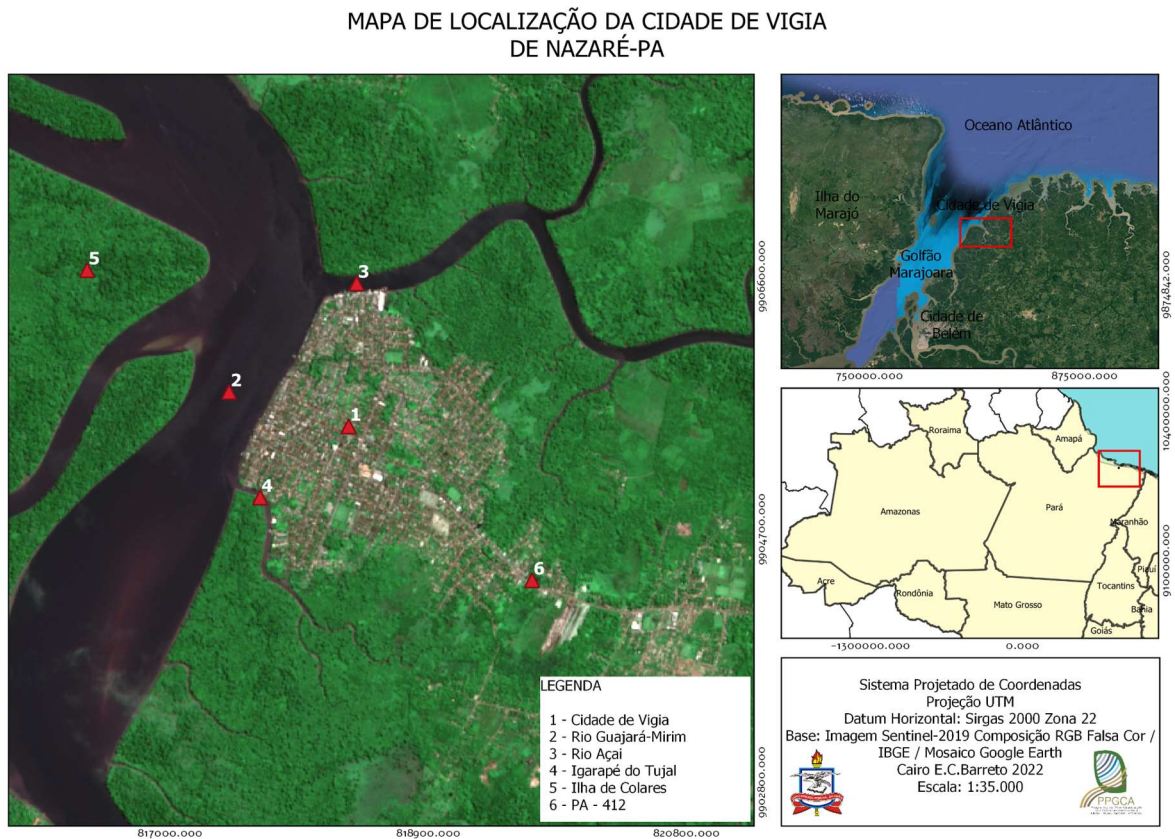 MAPA DE LOCALIZAÇÃO DA CIDADE DE VIGIA
DE NAZARÉ-PA
5
3
2
1
4
6
LEGENDA
1 - Cidade de Vigia
2 - Rio Guajará-Mirim
3 - Rio Açai
4 - Igarapé do Tujal
5 - Ilha de Colares
6 - PA - 412
817000.000
818900.000
820800.000
9906600.000
9904700.000
9902800.000
Oceano Atlântico
Ilha do
Marajó
Cidade de Vigia
Golfão
Marajoara
Cidade de
Belém
9874842.000
750000.000
875000.000
Roraima
Amapá
Amazonas
Pará
Maranhão
Piauí
Acre
Rondônia
Tocantins
Mato Grosso
Bahia
Goiás
10400000.000
9100000.000
-1300000.000
0.000
Sistema Projetado de Coordenadas
Projeção UTM
Datum Horizontal: Sirgas 2000 Zona 22
Base: Imagem Sentinel-2019 Composição RGB Falsa Cor /
IBGE / Mosaico Google Earth
Cairo E.C.Barreto 2022
Escala: 1:35.000
PPGCA